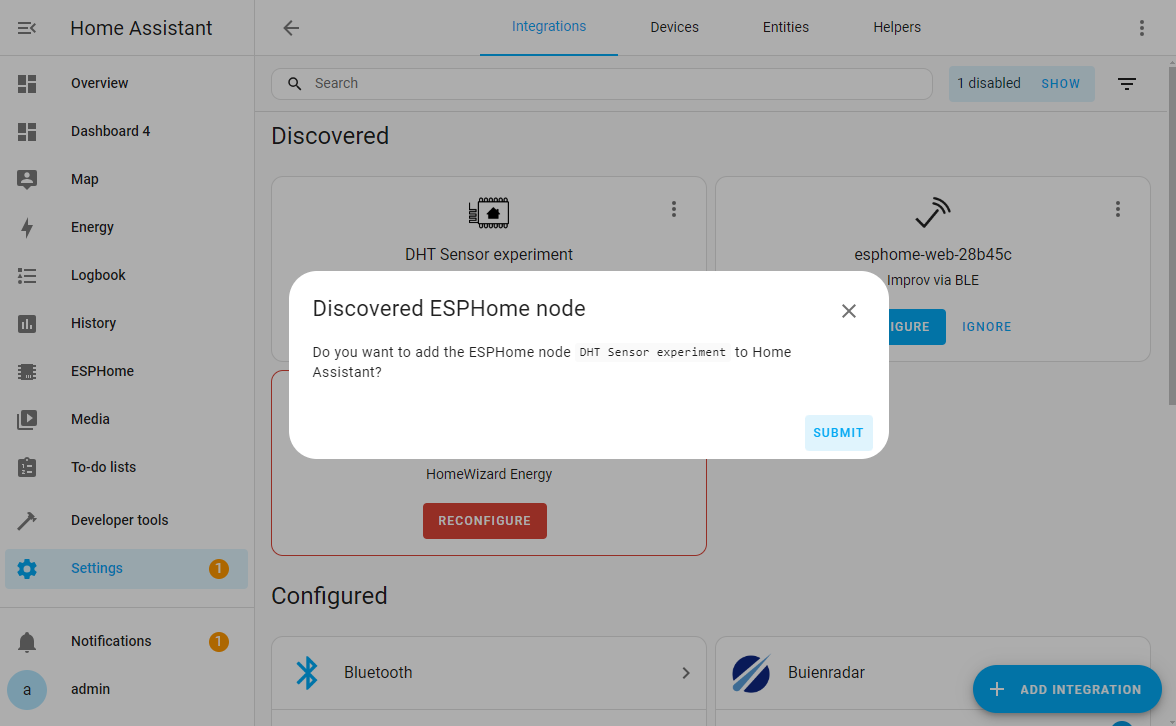 Home Assistant
Integrations
Devices
Entities
Helpers
Overview
Dashboard 4
Map
Energy
Logbook
History
ESPHome
Media
To-do lists
Developer tools
Settings
1
Notifications
1
a
admin
Search
1 disabled
SHOW
Discovered
DHT Sensor experiment
esphome-web-28b45c
Improv via BLE
IGURE
IGNORE
Discovered ESPHome node
Do you want to add the ESPHome node DHT Sensor experiment to Home
Assistant?
SUBMIT
HomeWizard Energy
RECONFIGURE
Configured
Bluetooth
Buienradar
ADD INTEGRATION